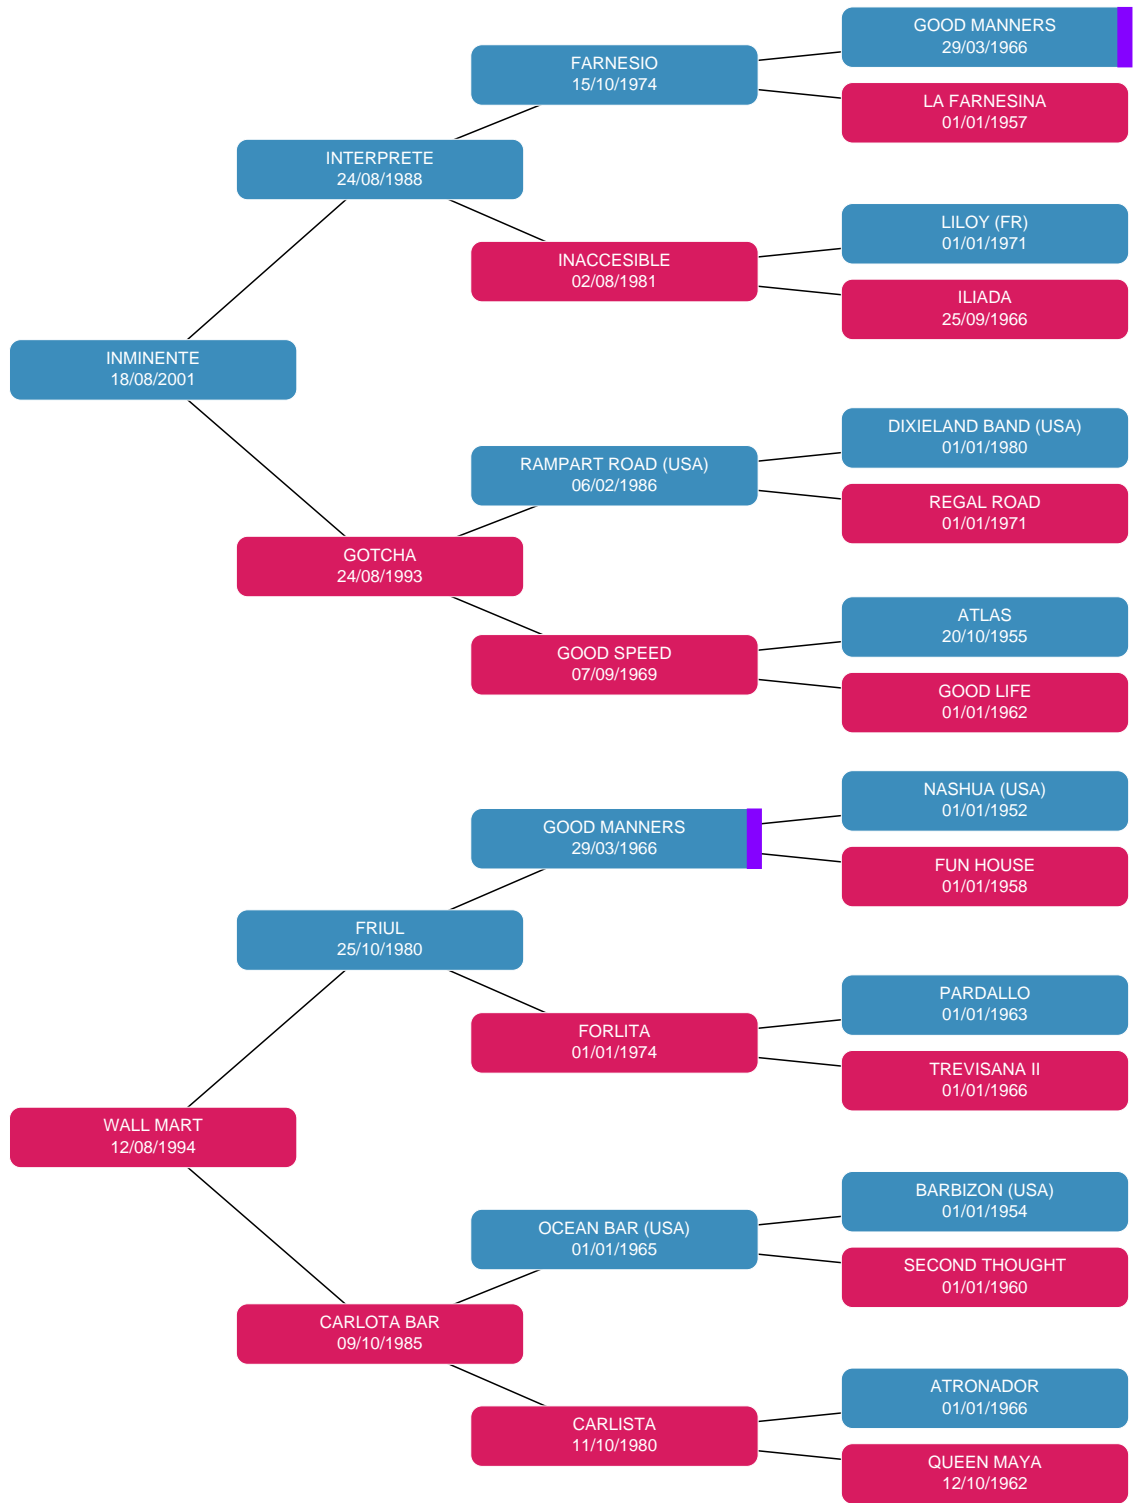 GOOD MANNERS
29/03/1966
FARNESIO
15/10/1974
LA FARNESINA
01/01/1957
INTERPRETE
24/08/1988
LILOY (FR)
01/01/1971
INACCESIBLE
02/08/1981
ILIADA
25/09/1966
INMINENTE
18/08/2001
DIXIELAND BAND (USA)
01/01/1980
RAMPART ROAD (USA)
06/02/1986
REGAL ROAD
01/01/1971
GOTCHA
24/08/1993
ATLAS
20/10/1955
GOOD SPEED
07/09/1969
GOOD LIFE
01/01/1962
NASHUA (USA)
01/01/1952
GOOD MANNERS
29/03/1966
FUN HOUSE
01/01/1958
FRIUL
25/10/1980
PARDALLO
01/01/1963
FORLITA
01/01/1974
TREVISANA II
01/01/1966
WALL MART
12/08/1994
BARBIZON (USA)
01/01/1954
OCEAN BAR (USA)
01/01/1965
SECOND THOUGHT
01/01/1960
CARLOTA BAR
09/10/1985
ATRONADOR
01/01/1966
CARLISTA
11/10/1980
QUEEN MAYA
12/10/1962